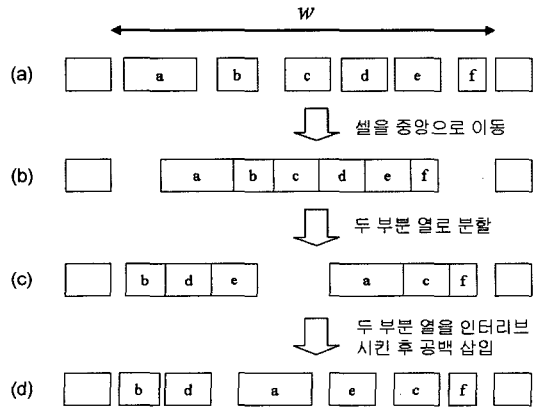 W
(a) a b c d e f
셀을 중앙으로 이동
(b) a b c d e f
두 부분 열로 분할
(c) b d e a c f
두 부분 열을 인터리브
시킨 후 공백 삽입
(d) b d a e c f